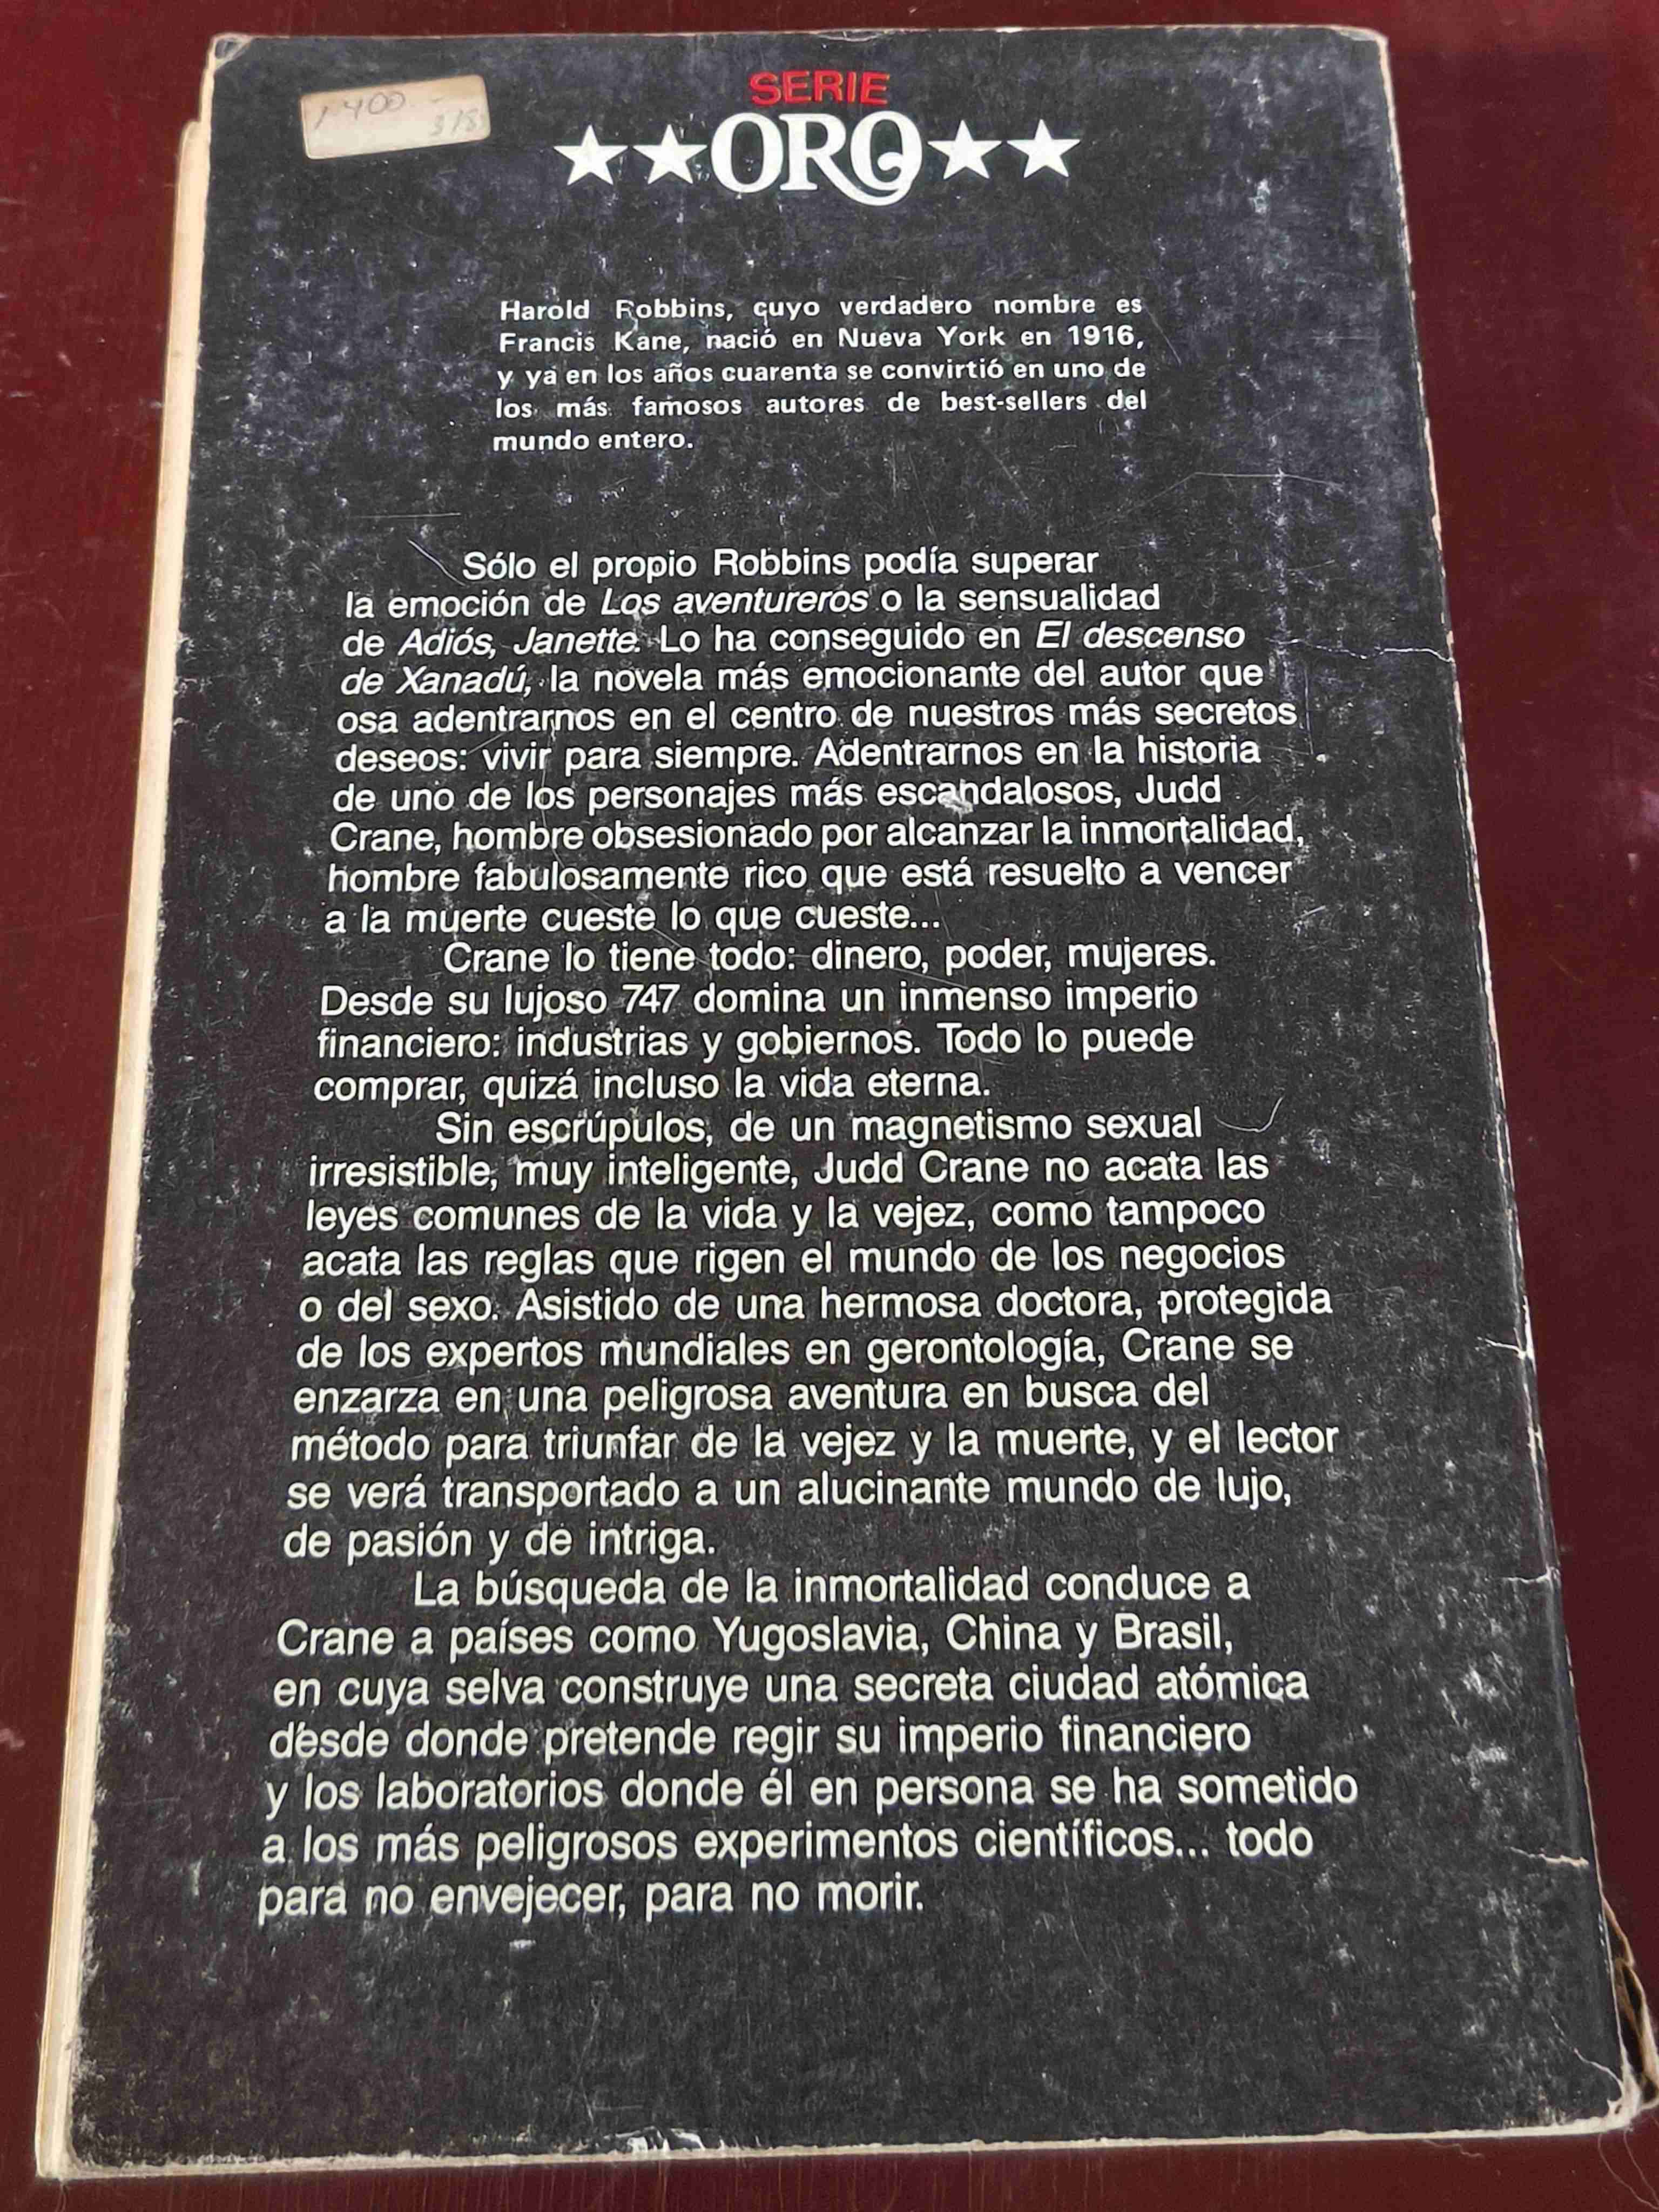 1400 -
SERIE
★★ORO★★
Harold Robbins, cuyo verdadero nombre es
Francis Kane, nació en Nueva York en 1916,
y ya en los años cuarenta se convirtió en uno de
los más famosos autores de best-sellers del
mundo entero.
Sólo el propio Robbins podía superar
la emoción de Los aventureros o la sensualidad
de Adiós, Janette. Lo ha conseguido en El descenso
de Xanadú, la novela más emocionante del autor que
osa adentrarnos en el centro de nuestros más secretos
deseos: vivir para siempre. Adentrarnos en la historia
de uno de los personajes más escandalosos, Judd
Crane, hombre obsesionado por alcanzar la inmortalidad,
hombre fabulosamente rico que está resuelto a vencer
a la muerte cueste lo que cueste...
Crane lo tiene todo: dinero, poder, mujeres.
Desde su lujoso 747 domina un inmenso imperio
financiero: industrias y gobiernos. Todo lo puede
comprar, quizá incluso la vida eterna.
Sin escrúpulos, de un magnetismo sexual
irresistible, muy inteligente, Judd Crane no acata las
leyes comunes de la vida y la vejez, como tampoco
acata las reglas que rigen el mundo de los negocios
o del sexo. Asistido de una hermosa doctora, protegida
de los expertos mundiales en gerontología, Crane se
enzarza en una peligrosa aventura en busca del
método para triunfar de la vejez y la muerte, y el lector
se verá transportado a un alucinante mundo de lujo,
de pasión y de intriga.
La búsqueda de la inmortalidad conduce a
Crane a países como Yugoslavia, China y Brasil,
en cuya selva construye una secreta ciudad atómica
desde donde pretende regir su imperio financiero
y los laboratorios donde él en persona se ha sometido
a los más peligrosos experimentos científicos... todo
para no envejecer, para no morir.